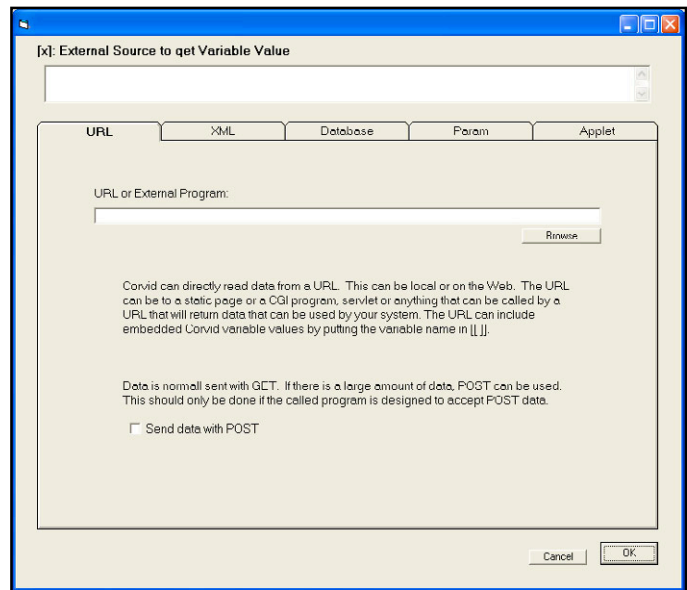 [x]: External Source to get Variable Value
URL XML Database Param Applet
URL or External Program:
Browse
Corvid can directly read data from a URL. This can be local or on the Web. The URL
can be to a static page or a CGI program, servlet or anything that can be called by a
URL that will return data that can be used by your system. The URL can include
embedded Corvid variable values by putting the variable name in [[ ]].
Data is normall sent with GET. If there is a large amount of data, POST can be used.
This should only be done if the called program is designed to accept POST data.
Send data with POST
Cancel OK